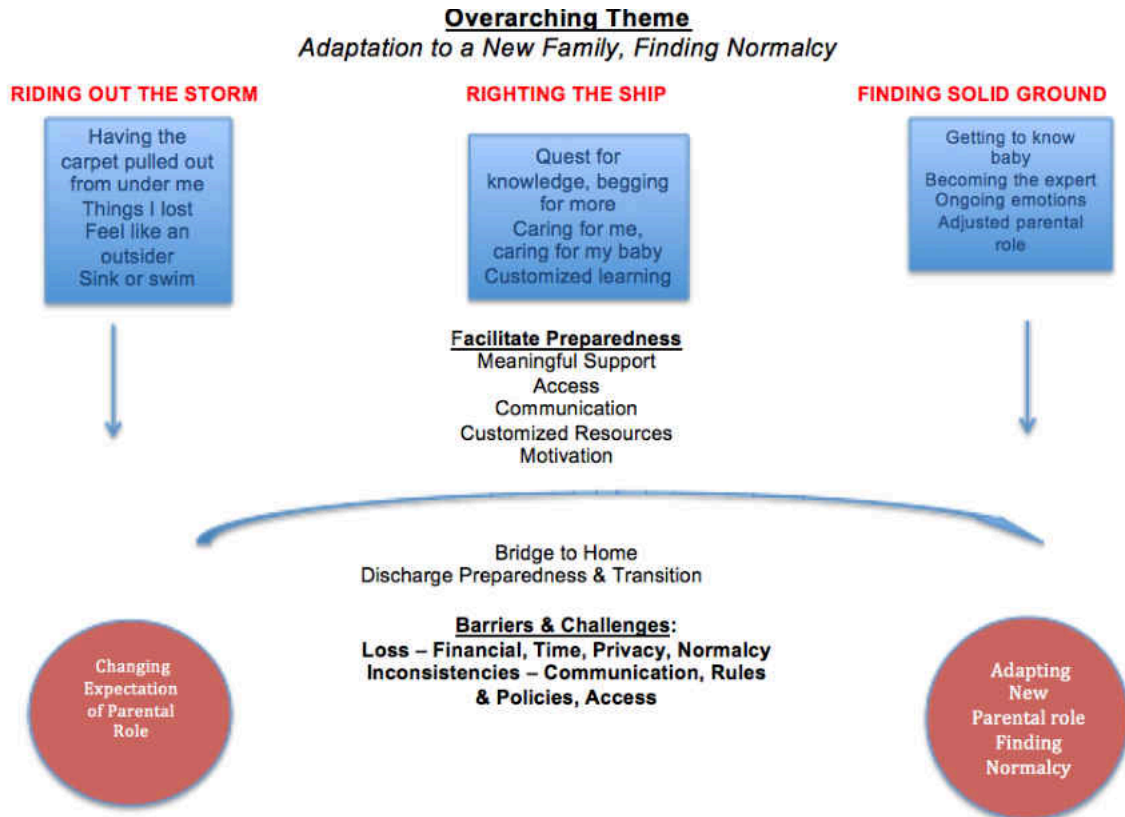 Overarching Theme
Adaptation to a New Family, Finding Normalcy
RIDING OUT THE STORM
Having the
carpet pulled out
from under me
Things I lost
Feel like an
outsider
Sink or swim
RIGHTING THE SHIP
Quest for
knowledge, begging
for more
Caring for me,
caring for my baby
Customized learning
FINDING SOLID GROUND
Getting to know
baby
Becoming the expert
Ongoing emotions
Adjusted parental
role
Facilitate Preparedness
Meaningful Support
Access
Communication
Customized Resources
Motivation
Bridge to Home
Discharge Preparedness & Transition
Barriers & Challenges:
Loss – Financial, Time, Privacy, Normalcy
Inconsistencies – Communication, Rules
& Policies, Access
Changing
Expectation
of Parental
Role
Adapting
New
Parental role
Finding
Normalcy